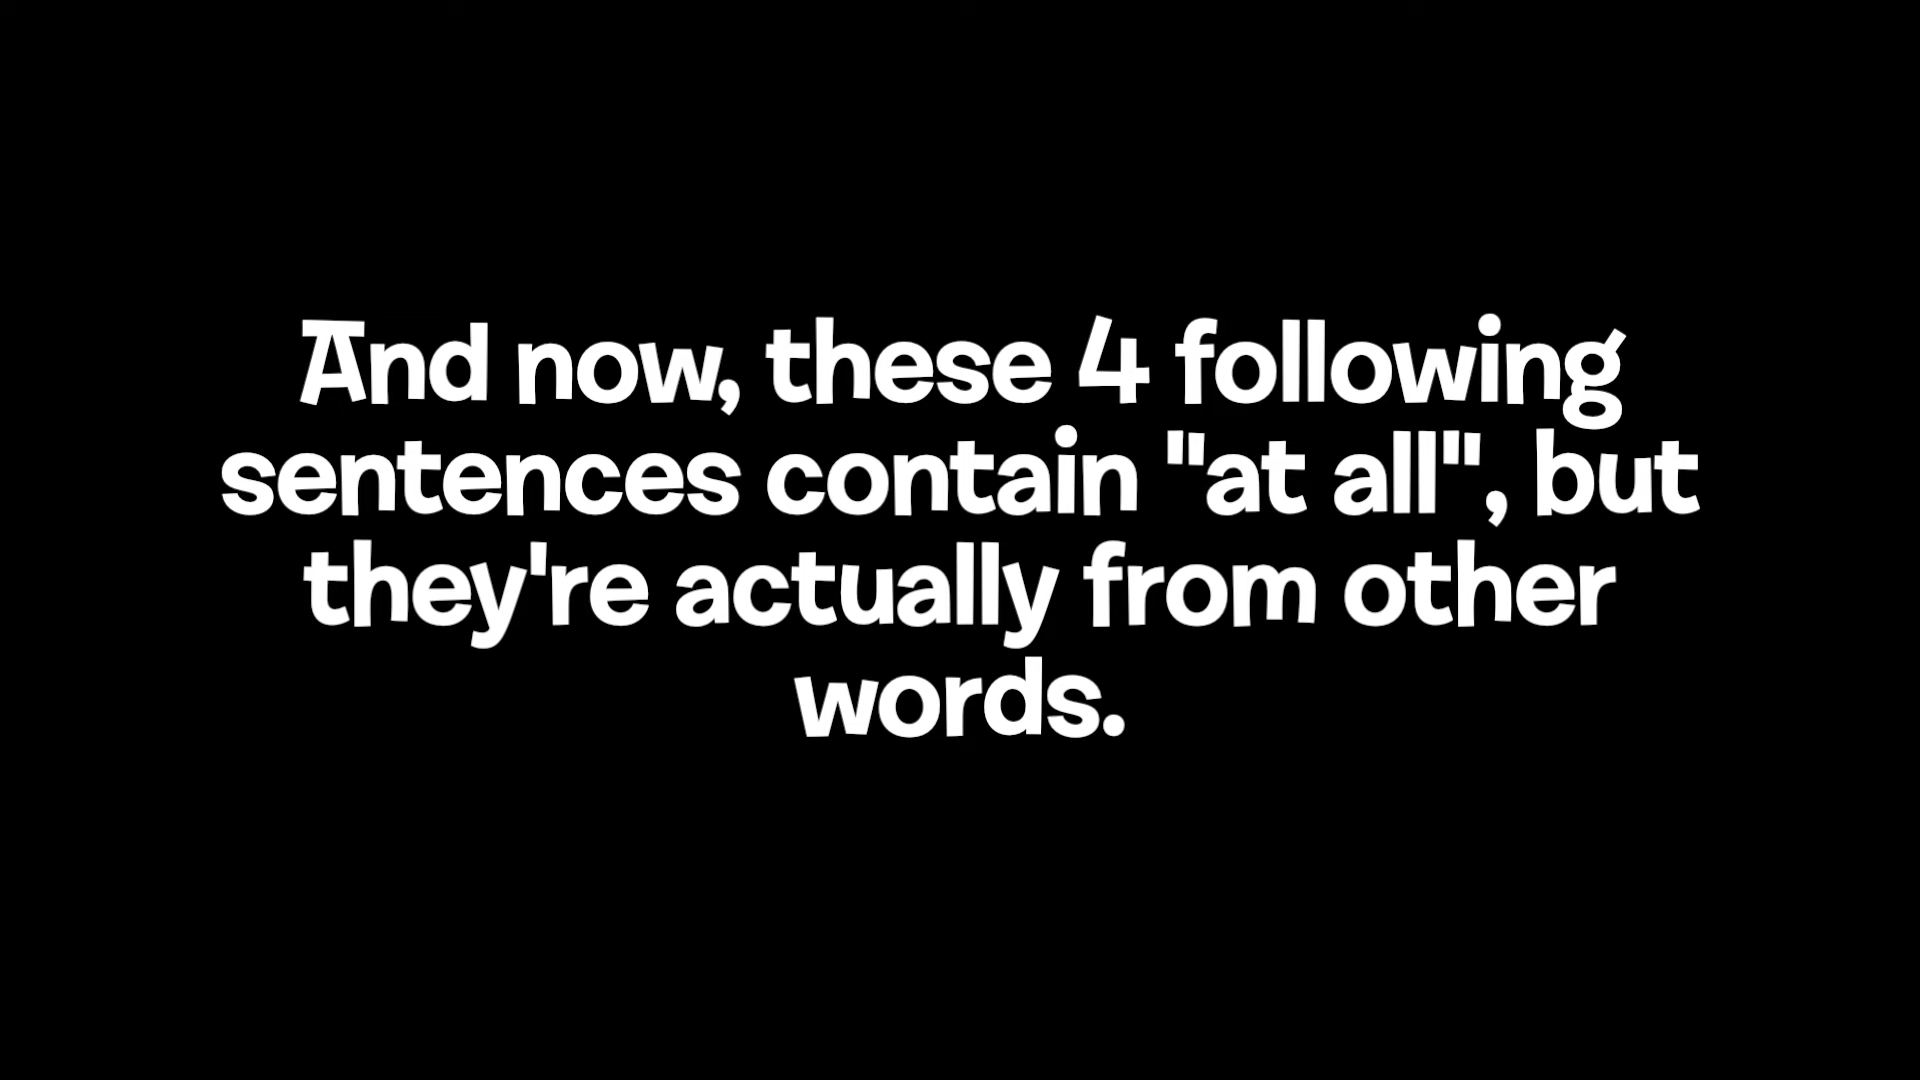 And now, these 4 following
sentences contain "at all", but
they're actually from other
words.